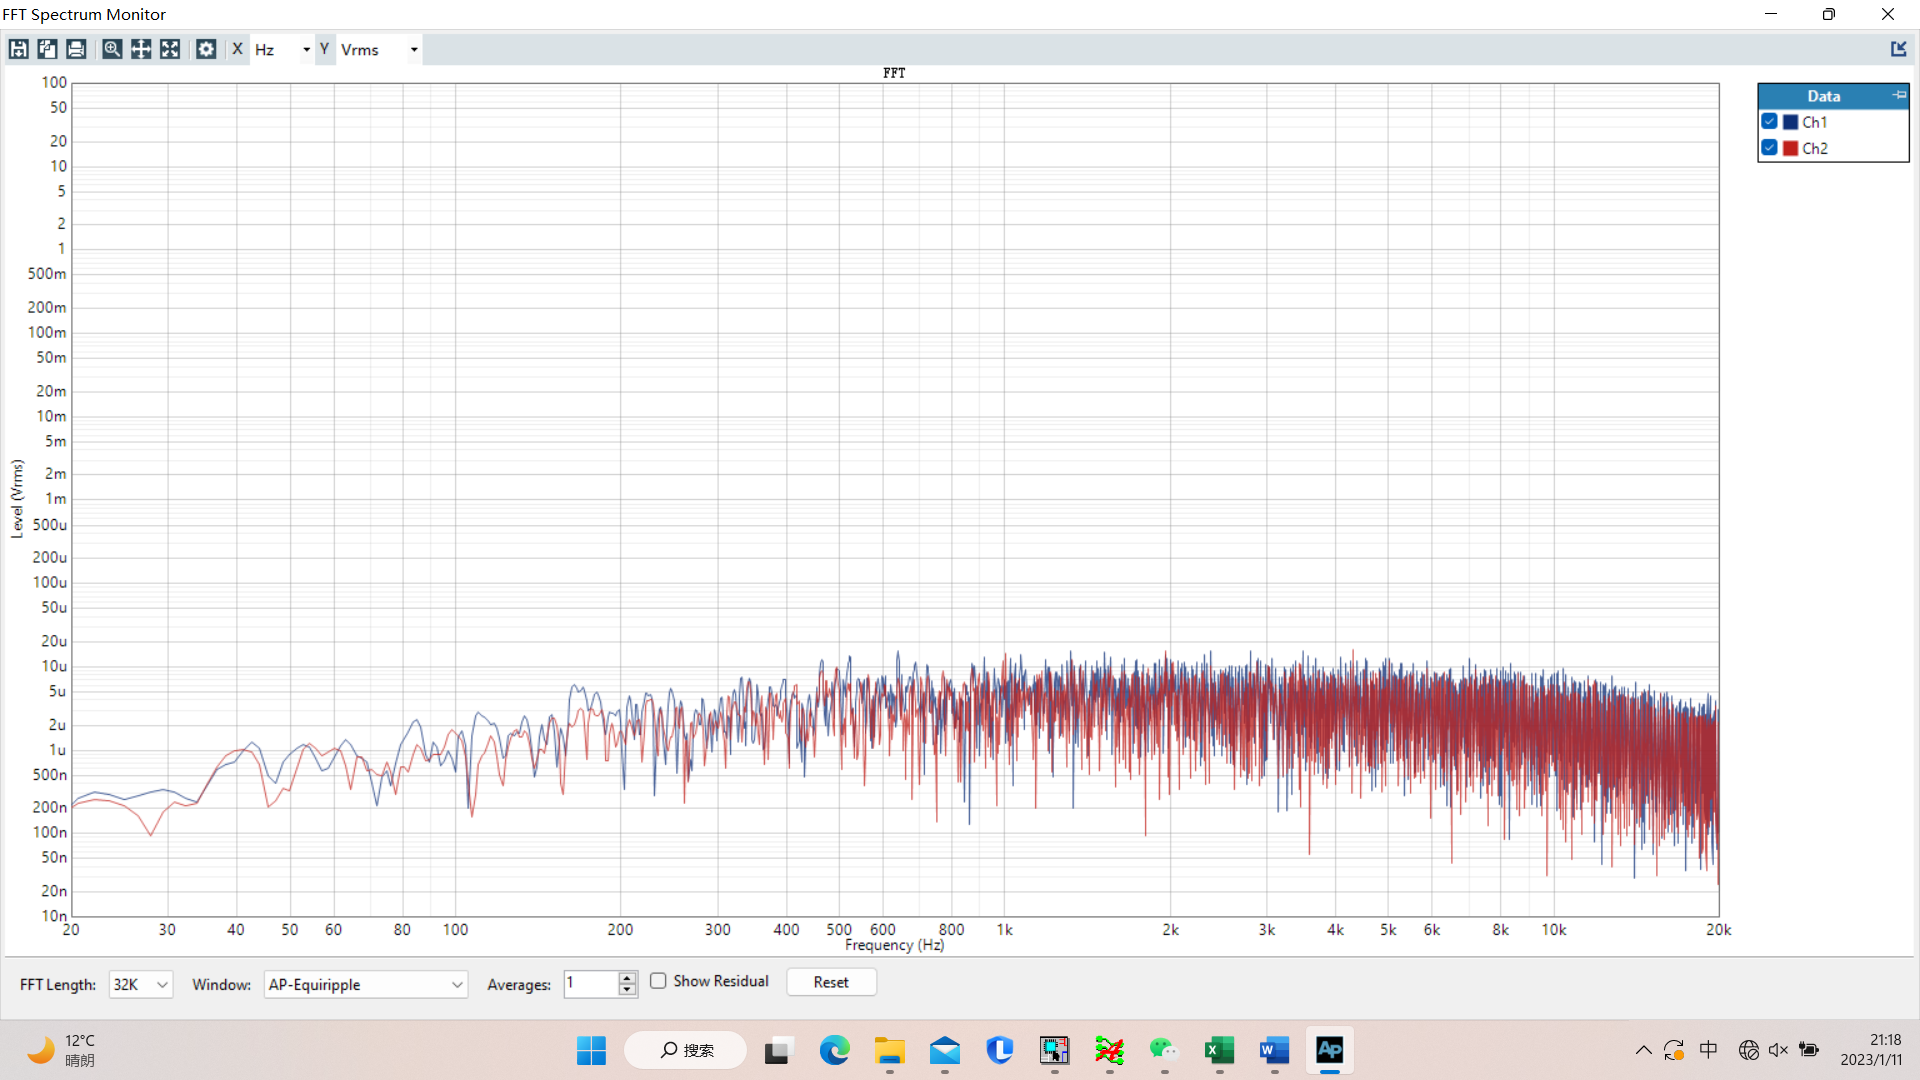 FFT Spectrum Monitor
X Hz Y Vrms
FFT
100
50
20
10
5
2
1
500m
200m
100m
50m
20m
10m
5m
2m
1m
500u
200u
100u
50u
20u
10u
5u
2u
1u
500n
200n
100n
50n
20n
10n
Level (Vrms)
20 30 40 50 60 80 100 200 300 400 500 600 800 1k 2k 3k 4k 5k 6k 8k 10k 20k
Frequency (Hz)
Data
Ch1
Ch2
FFT Length: 32K Window: AP-Equiripple Averages: 1 Show Residual Reset
12°C
晴朗
搜索
X
W
Ap
中
21:18
2023/1/11